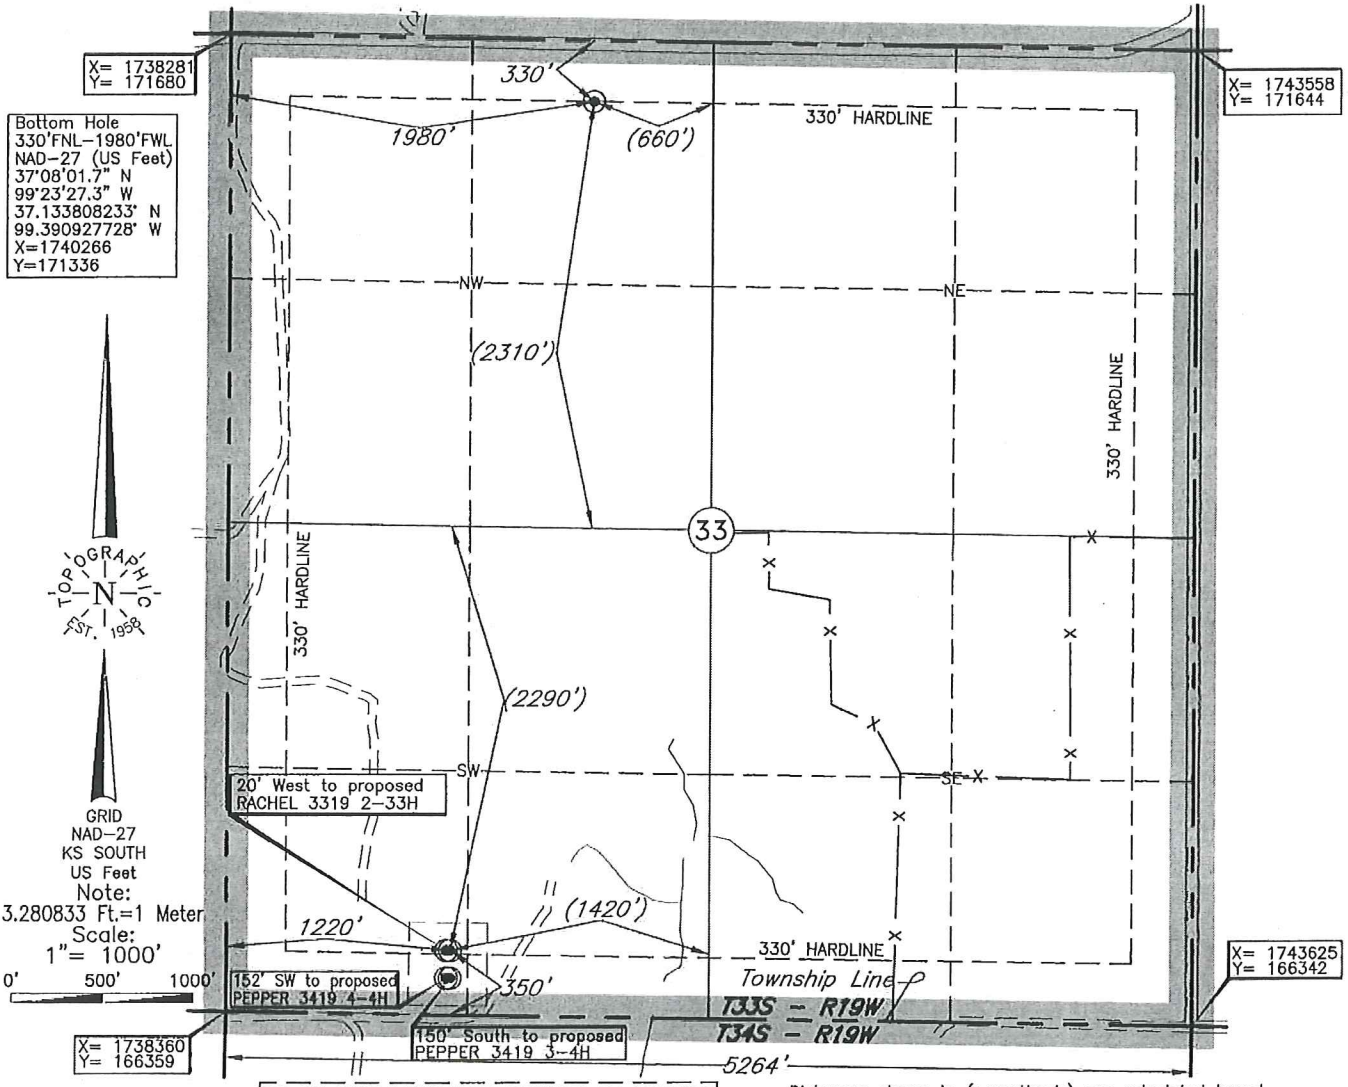 X= 1738281
Y= 171680
330'
1980'
(660')
330' HARDLINE
X= 1743558
Y= 171644
Bottom Hole
330'FNL-1980'FWL
NAD-27 (US Feet)
37°08'01.7" N
99°23'27.3" W
37.133808233° N
99.390927728° W
X=1740266
Y=171336
NW
NE
(2310')
330' HARDLINE
33
X
TOPOGRAPHIC
N
EST. 1958
330' HARDLINE
X
X
X
(2290')
X
X
SW
SE
X
20' West to proposed
RACHEL 3319 2-33H
X
GRID
NAD-27
KS SOUTH
US Feet
Note:
3.280833 Ft.=1 Meter
Scale:
1"= 1000'
0' 500' 1000'
1220'
(1420')
X
330' HARDLINE
Township Line
350'
152' SW to proposed
PEPPER 3419 4-4H
T33S - R19W
T34S - R19W
X= 1743625
Y= 166342
150' South to proposed
PEPPER 3419 3-4H
X= 1738360
Y= 166359
5264'